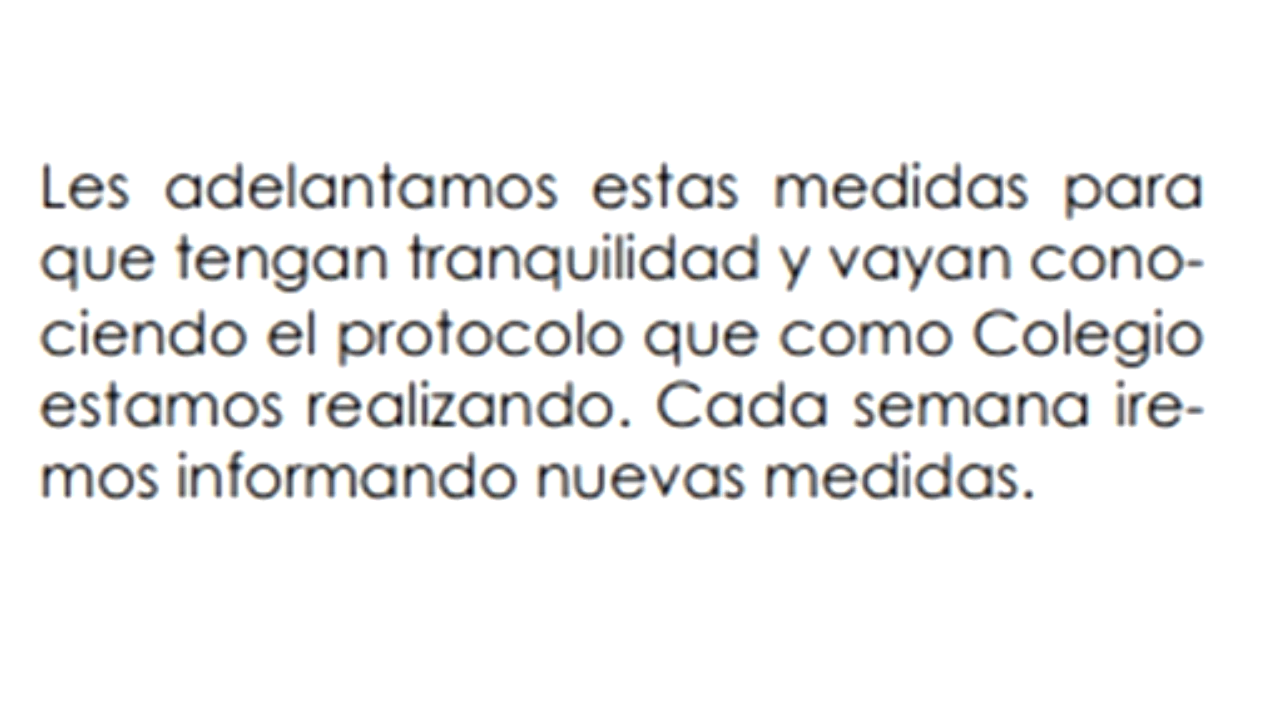 Les adelantamos estas medidas para
que tengan tranquilidad y vayan cono-
ciendo el protocolo que como Colegio
estamos realizando. Cada semana ire-
mos informando nuevas medidas.